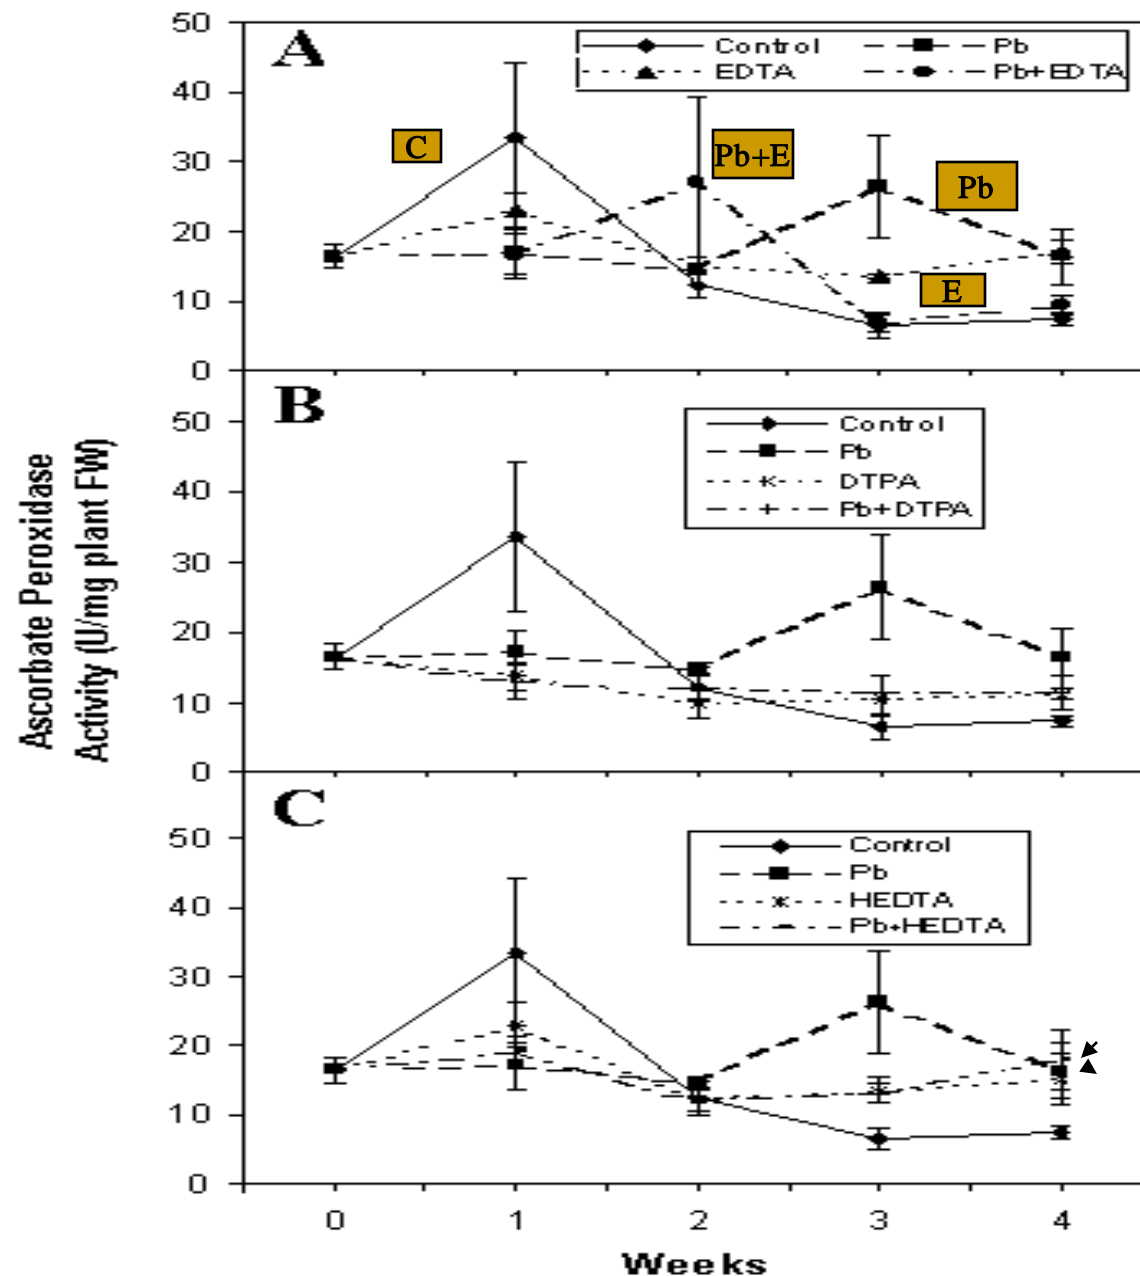 50
A
Control
Pb
EDTA
Pb+EDTA
40
C
Pb+E
30
Pb
20
E
10
0
B
50
Control
Pb
DTPA
Pb+DTPA
40
30
20
10
0
Ascorbate Peroxidase
Activity (U/mg plant FW)
C
50
Control
Pb
HEDTA
Pb+HEDTA
40
30
20
10
0
0 1 2 3 4
Weeks